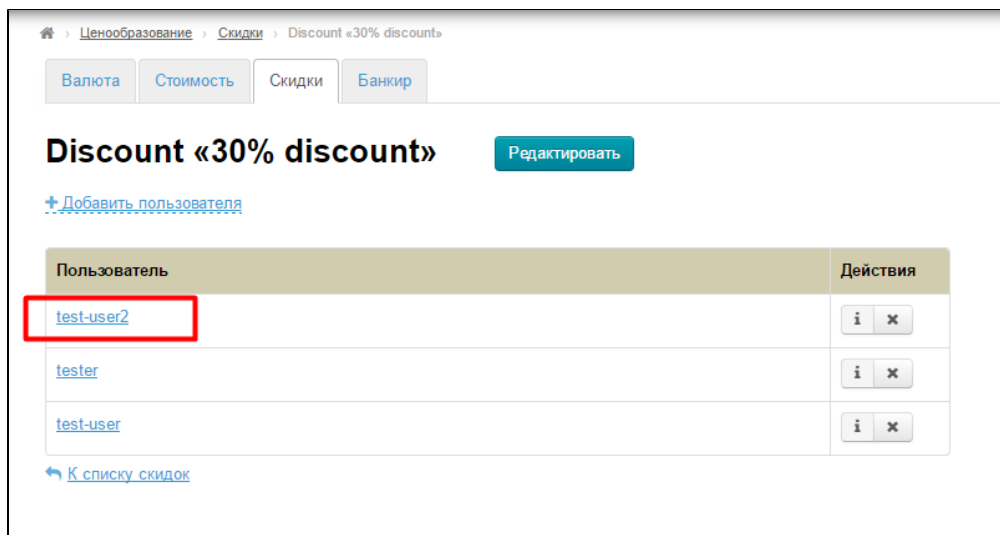 Ценообразование › Скидки › Discount «30% discount»
Валюта Стоимость Скидки Банкир
Discount «30% discount» Редактировать
+ Добавить пользователя
Пользователь Действия
test-user2 i ×
tester i ×
test-user i ×
К списку скидок